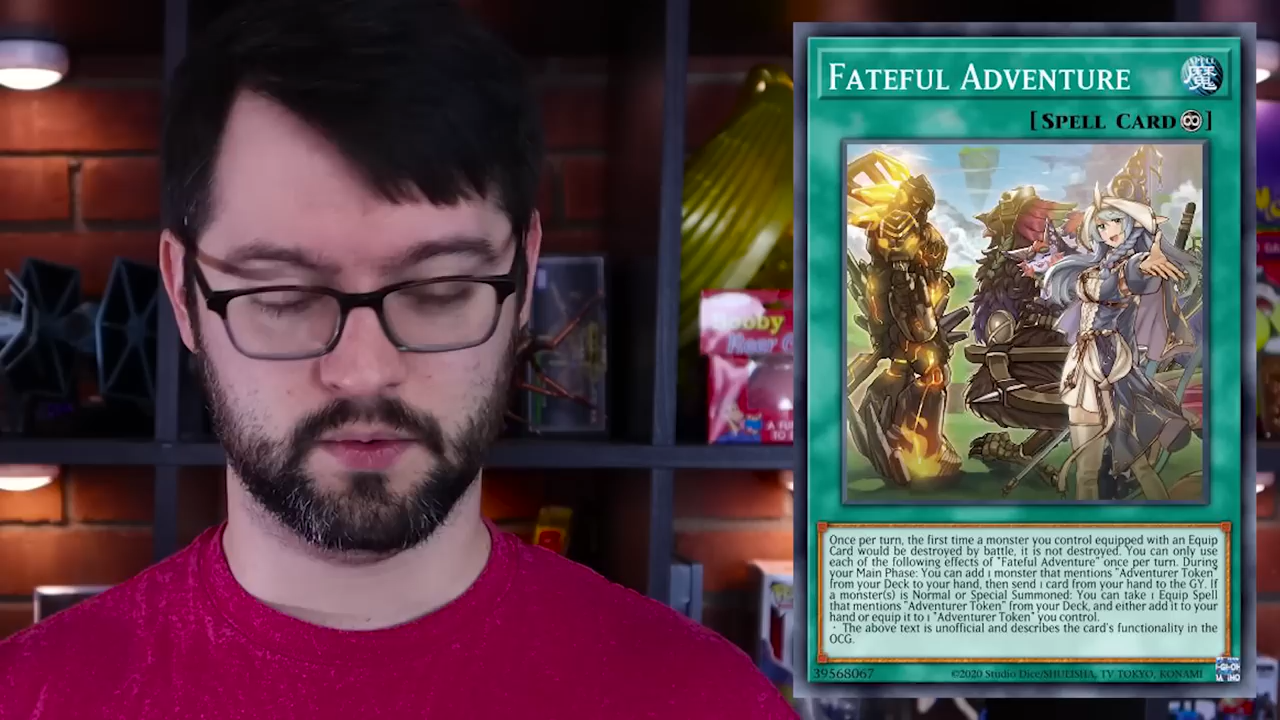 FATEFUL ADVENTURE
[SPELL CARD]
Once per turn, the first time a monster you control equipped with an Equip
Card would be destroyed by battle, it is not destroyed. You can only use
each of the following effects of "Fateful Adventure" once per turn. During
your Main Phase: You can add 1 monster that mentions "Adventurer Token"
from your Deck to your hand, then send 1 card from your hand to the GY. If
a monster(s) is Normal or Special Summoned: You can take 1 Equip Spell
that mentions "Adventurer Token" from your Deck, and either add it to your
hand or equip it to 1 "Adventurer Token" you control.
· The above text is unofficial and describes the card's functionality in the
OCG.
39568067
©2020 Studio Dice/SHUEISHA, TV TOKYO, KONAMI